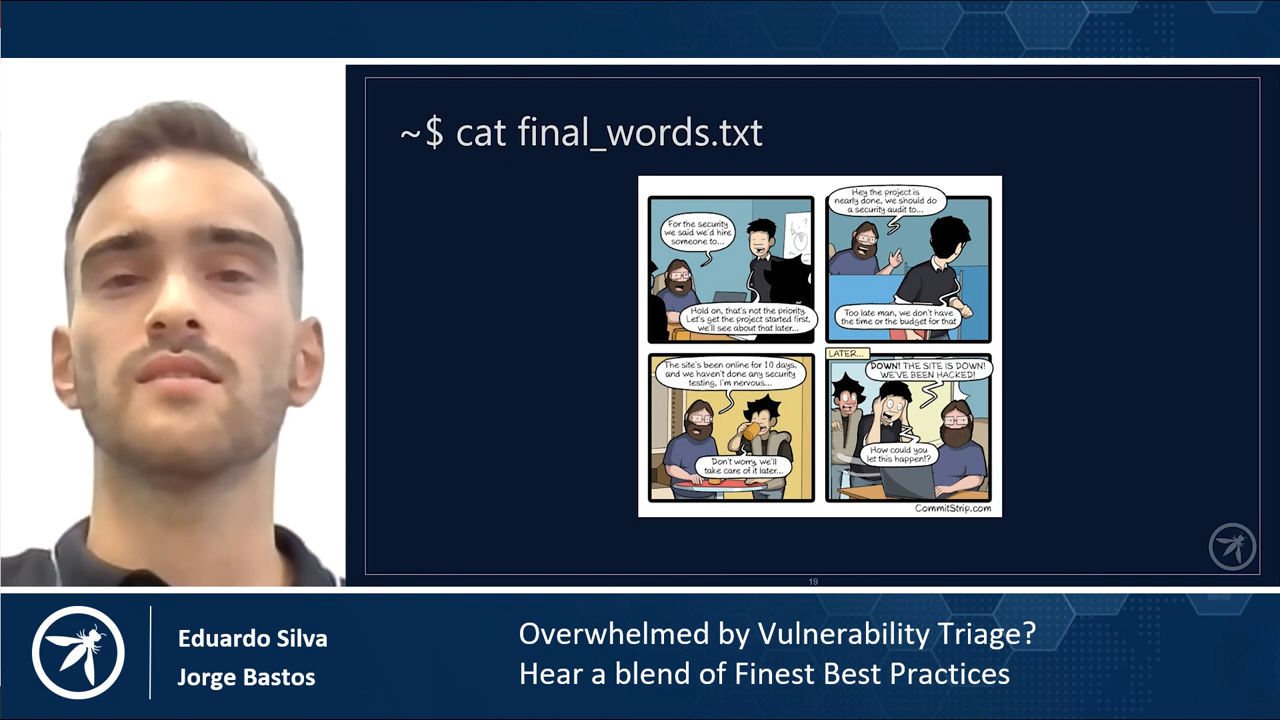 ~$ cat final_words.txt
For the security
we said we'd hire
someone to...
Hold on, that's not the priority.
Let's get the project started first,
we'll see about that later...
Hey the project is
nearly done, we should do
a security audit to...
Too late man, we don't have
the time or the budget for that
The site's been online for 10 days,
and we haven't done any security
testing, I'm nervous...
Don't worry, we'll
take care of it later...
LATER...
DOWN! THE SITE IS DOWN!
WE'VE BEEN HACKED!
How could you
let this happen!?
CommitStrip.com
19
Eduardo Silva
Jorge Bastos
Overwhelmed by Vulnerability Triage?
Hear a blend of Finest Best Practices